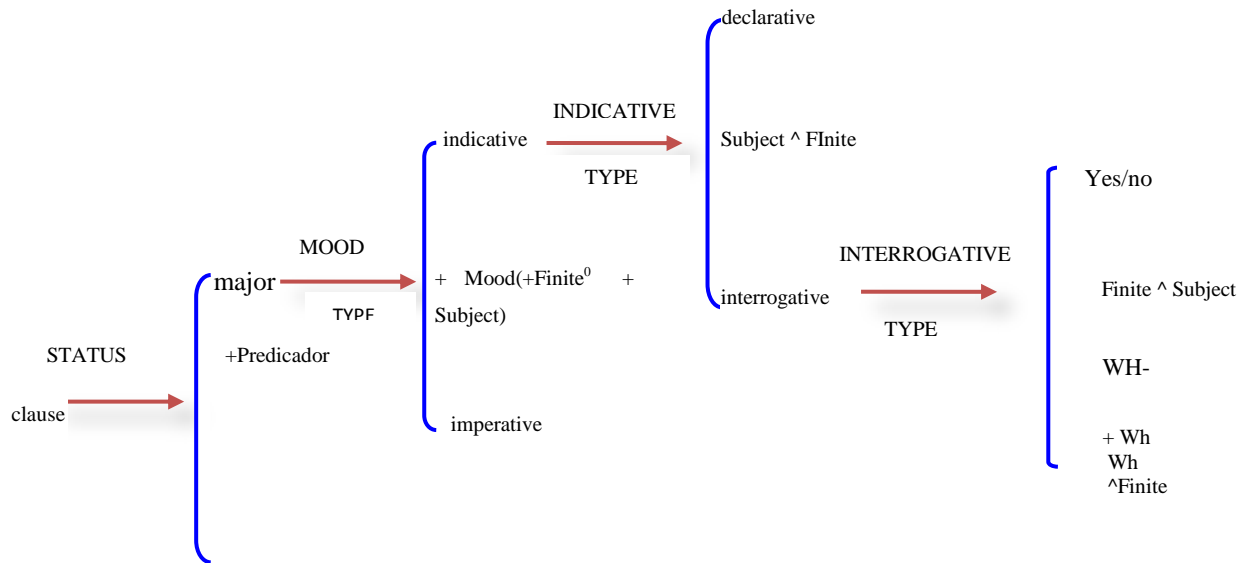 declarative
INDICATIVE
indicative
Subject ^ FInite
TYPE
Yes/no
MOOD
INTERROGATIVE
major
+ Mood(+Finite⁰ +
Subject)
interrogative
Finite ^ Subject
TYPE
TYPE
STATUS
+Predicador
WH-
clause
imperative
+ Wh
Wh
^Finite